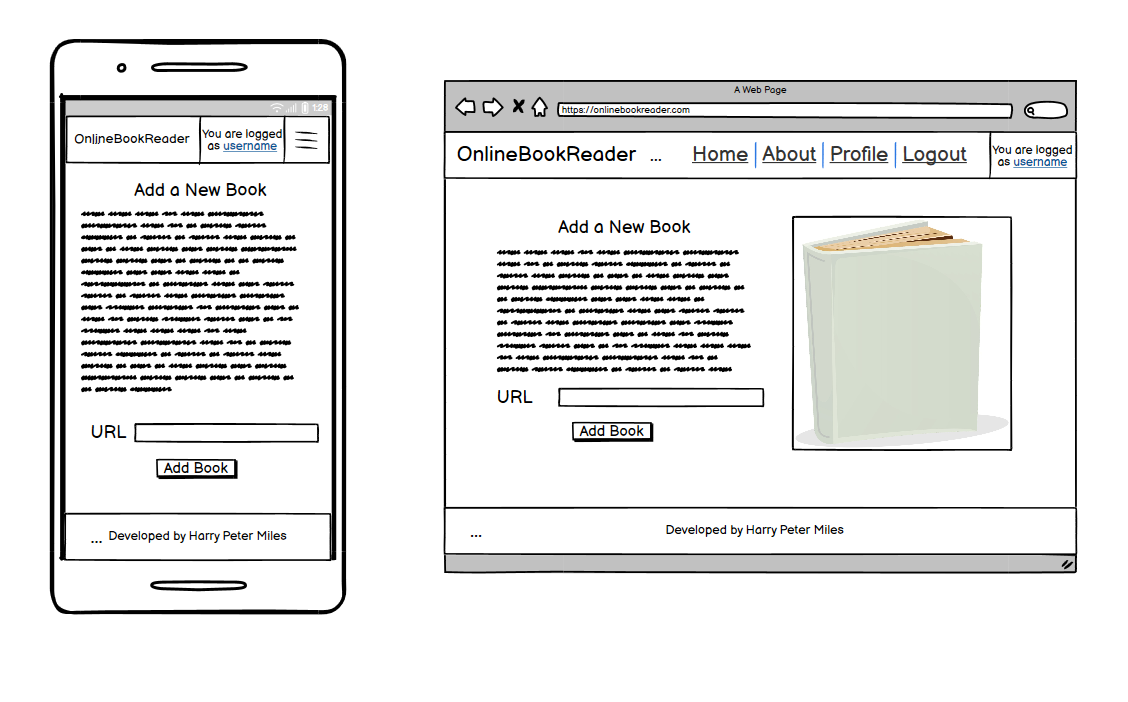 1:28
OnlineBookReader
You are logged
as username
Add a New Book
URL
Add Book
... Developed by Harry Peter Miles
A Web Page
https://onlinebookreader.com
OnlineBookReader ... Home About Profile Logout
You are logged
as username
Add a New Book
URL
Add Book
... Developed by Harry Peter Miles